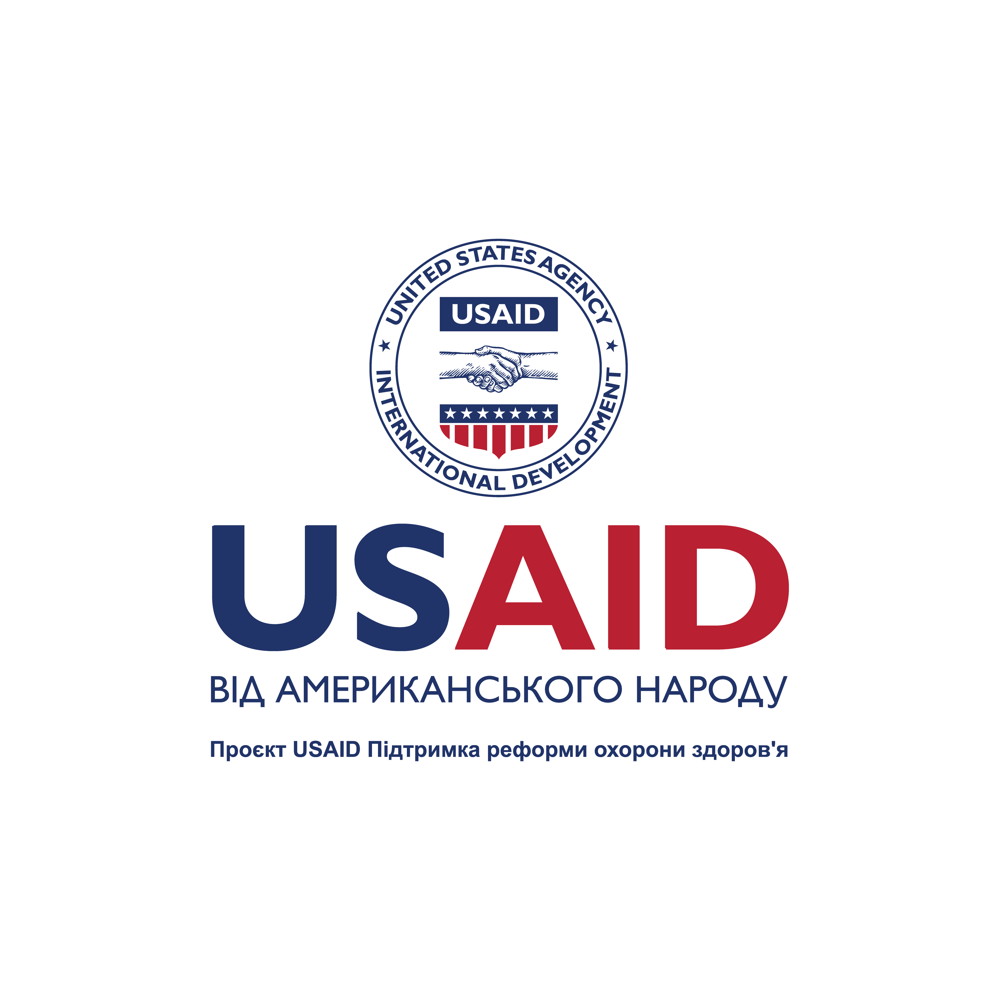 UNITED STATES AGENCY
USAID
INTERNATIONAL DEVELOPMENT
USAID
ВІД АМЕРИКАНСЬКОГО НАРОДУ
Проєкт USAID Підтримка реформи охорони здоров'я